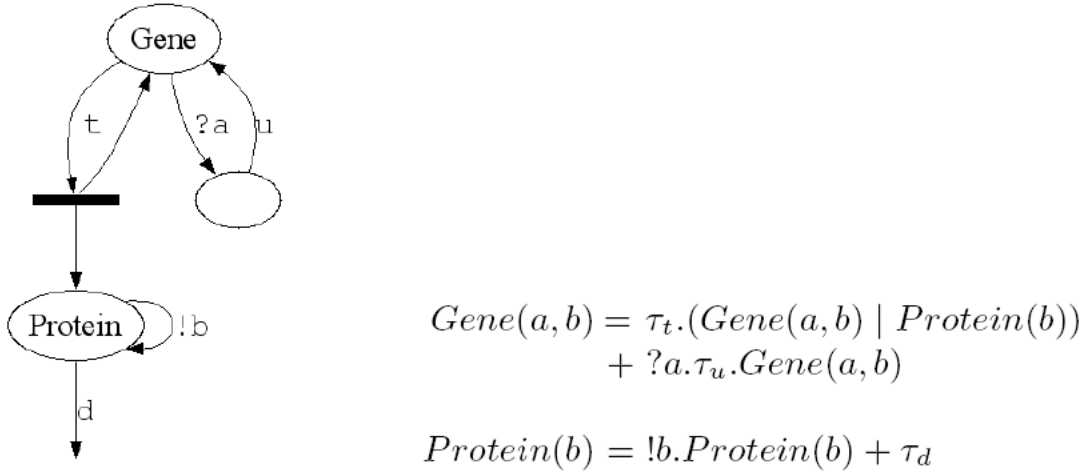 Gene
t
?a
u
Protein
!b
d
Gene(a, b) = τ_t.(Gene(a, b) | Protein(b))
+ ?a.τ_u.Gene(a, b)
Protein(b) = !b.Protein(b) + τ_d